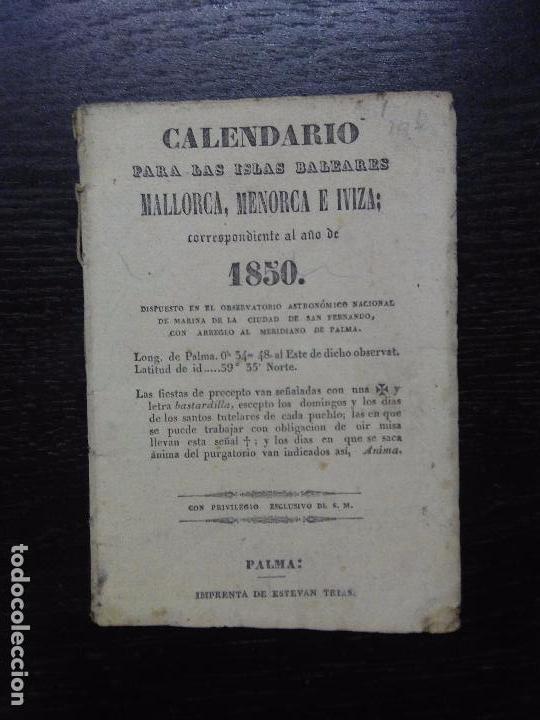 CALENDARIO
PARA LAS ISLAS BALEARES
MALLORCA, MENORCA E IVIZA;
correspondiente al año de
1850.
DISPUESTO EN EL OBSERVATORIO ASTRONÓMICO NACIONAL
DE MARINA DE LA CIUDAD DE SAN FERNANDO,
CON ARREGLO AL MERIDIANO DE PALMA.
Long. de Palma. 0h 34m 48s al Este de dicho observat.
Latitud de id.....39° 35' Norte.
Las fiestas de precepto van señaladas con una ✠ y
letra bastardilla, escepto los domingos y los dias
de los santos tutelares de cada pueblo; las en que
se puede trabajar con obligacion de oir misa
llevan esta señal †; y los dias en que se saca
ánima del purgatorio van indicados asi, Anima.
CON PRIVILEGIO ESCLUSIVO DE S. M.
PALMA:
IMPRENTA DE ESTEVAN TRIAS.
todocoleccion.net